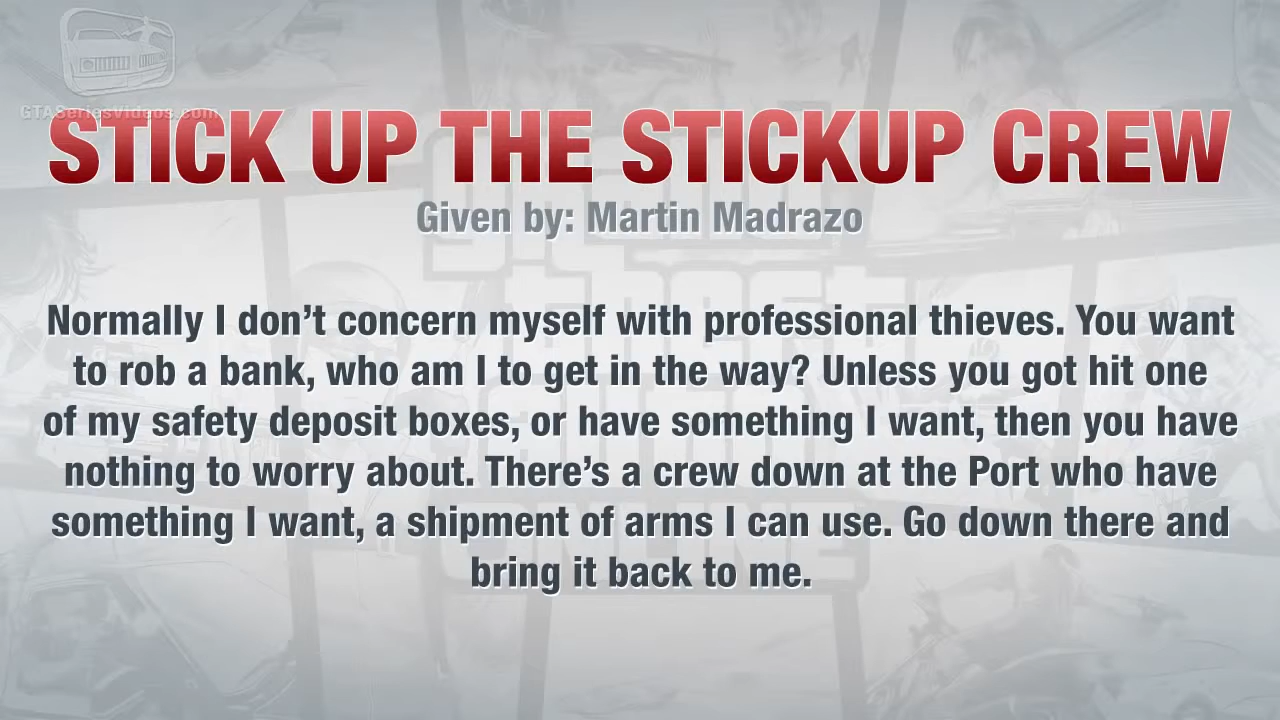 GTASeriesVideos.com
STICK UP THE STICKUP CREW
Given by: Martin Madrazo
Normally I don’t concern myself with professional thieves. You want
to rob a bank, who am I to get in the way? Unless you got hit one
of my safety deposit boxes, or have something I want, then you have
nothing to worry about. There’s a crew down at the Port who have
something I want, a shipment of arms I can use. Go down there and
bring it back to me.